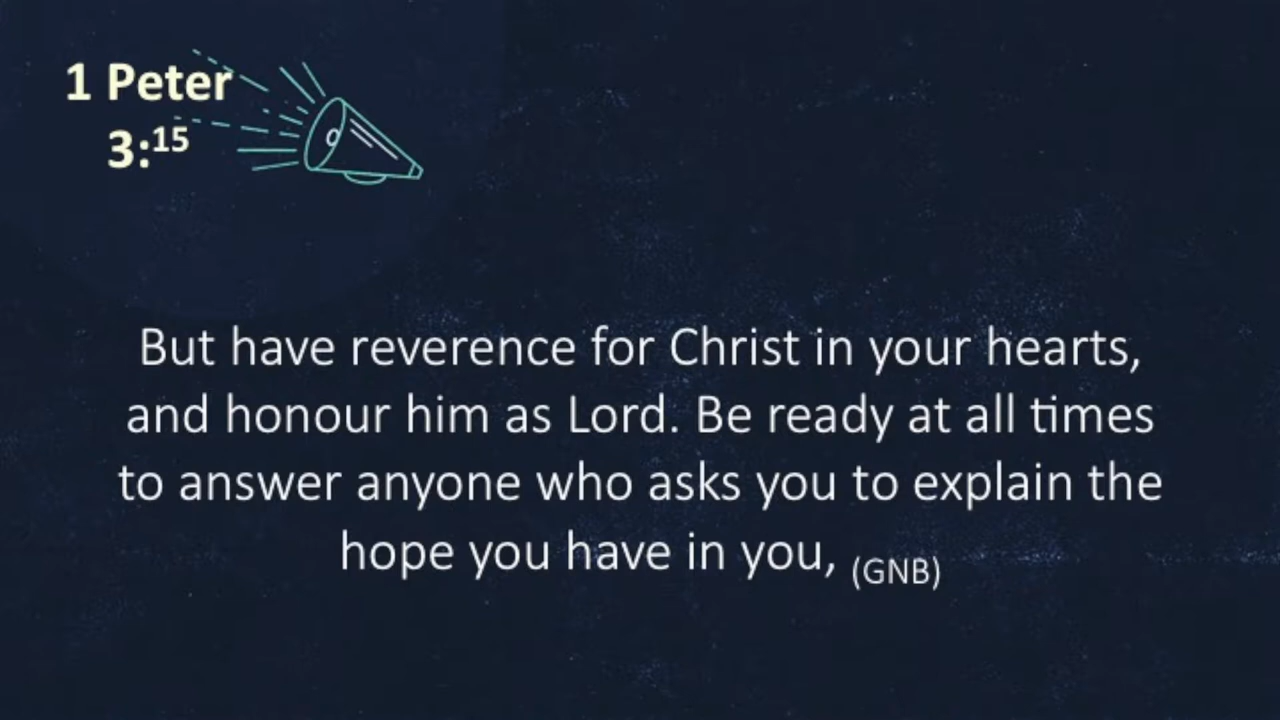 1 Peter
3:15
But have reverence for Christ in your hearts,
and honour him as Lord. Be ready at all times
to answer anyone who asks you to explain the
hope you have in you, (GNB)